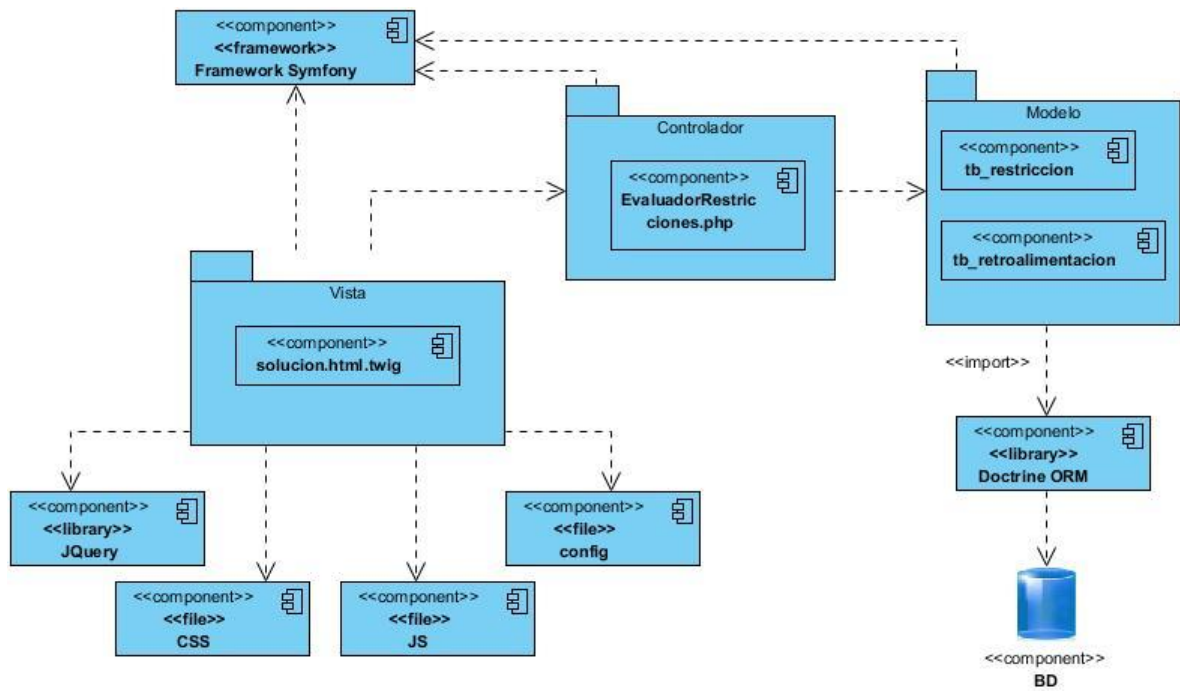 <<component>>
<<framework>>
Framework Symfony
Controlador
<<component>>
EvaluadorRestric
ciones.php
Modelo
<<component>>
tb_restriccion
<<component>>
tb_retroalimentacion
Vista
<<component>>
solucion.html.twig
<<import>>
<<component>>
<<library>>
Doctrine ORM
<<component>>
<<library>>
JQuery
<<component>>
<<file>>
CSS
<<component>>
<<file>>
JS
<<component>>
<<file>>
config
<<component>>
BD